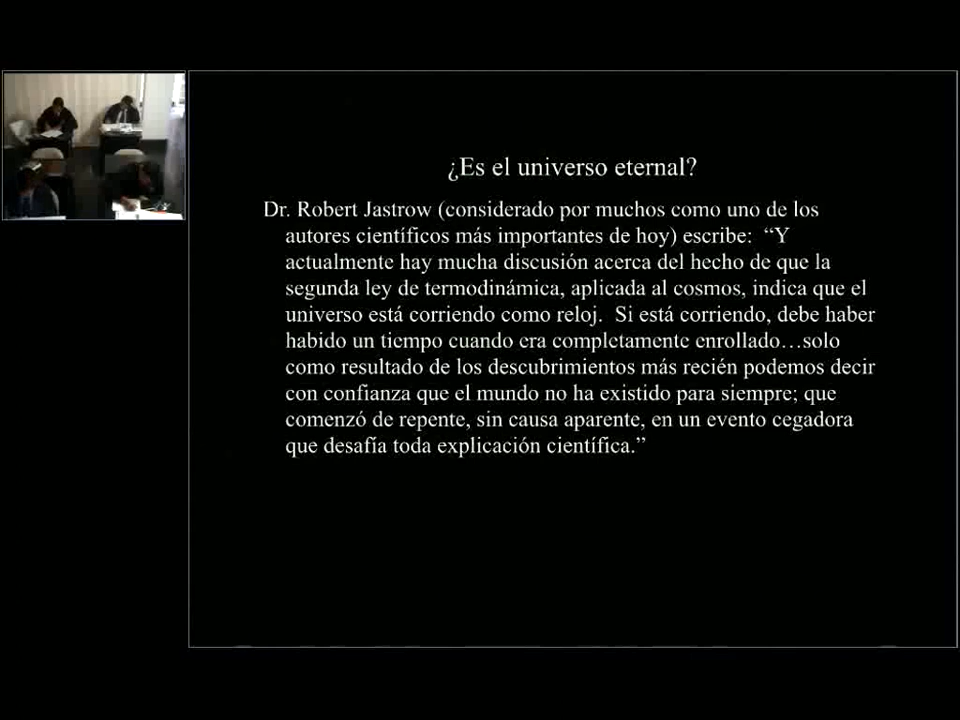 ¿Es el universo eternal?
Dr. Robert Jastrow (considerado por muchos como uno de los
autores científicos más importantes de hoy) escribe: “Y
actualmente hay mucha discusión acerca del hecho de que la
segunda ley de termodinámica, aplicada al cosmos, indica que el
universo está corriendo como reloj. Si está corriendo, debe haber
habido un tiempo cuando era completamente enrollado…solo
como resultado de los descubrimientos más recién podemos decir
con confianza que el mundo no ha existido para siempre; que
comenzó de repente, sin causa aparente, en un evento cegadora
que desafía toda explicación científica.”